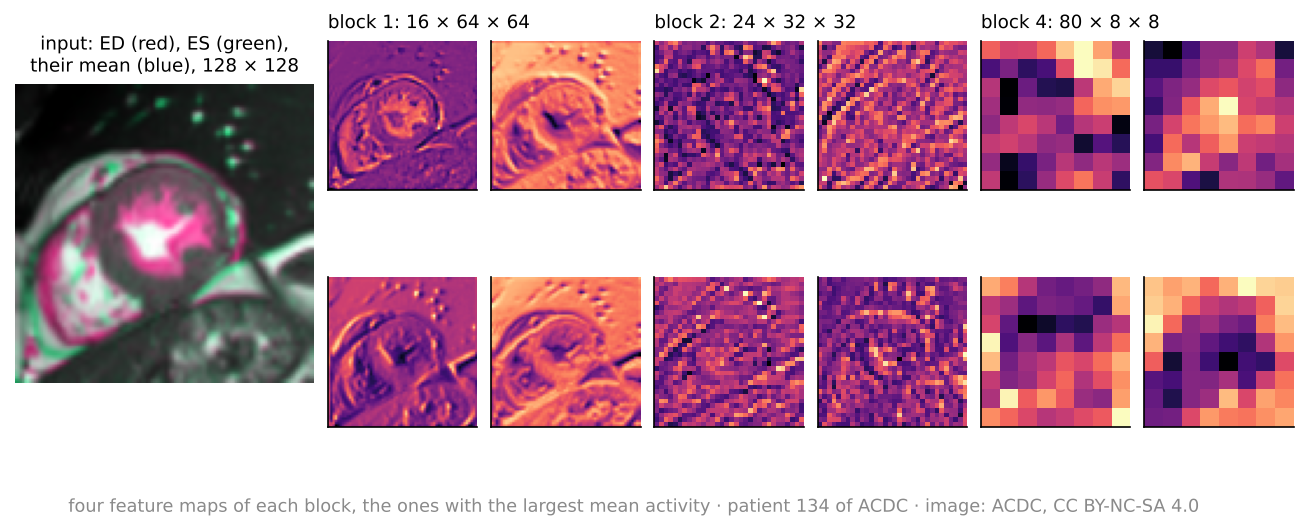 input: ED (red), ES (green),
their mean (blue), 128 × 128
block 1: 16 × 64 × 64
block 2: 24 × 32 × 32
block 4: 80 × 8 × 8
four feature maps of each block, the ones with the largest mean activity · patient 134 of ACDC · image: ACDC, CC BY-NC-SA 4.0